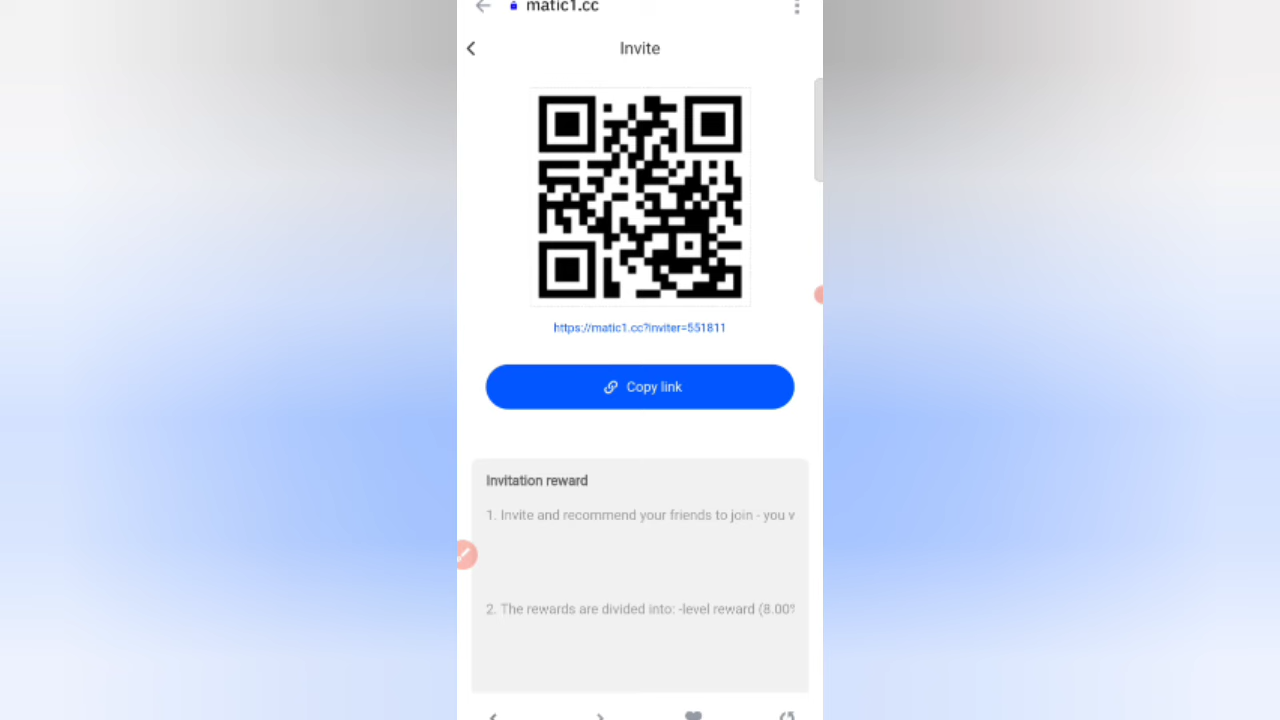 matic1.cc
Invite
https://matic1.cc?inviter=551811
Copy link
Invitation reward
1. Invite and recommend your friends to join - you
2. The rewards are divided into: -level reward (8.00